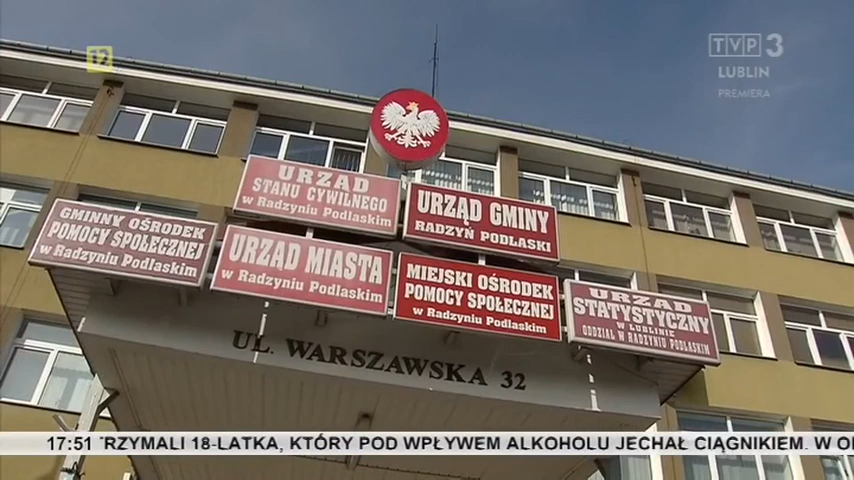 12
TVP3
LUBLIN
PREMIERA
URZĄD
STANU CYWILNEGO
w Radzyniu Podlaskim
URZĄD GMINY
RADZYŃ PODLASKI
GMINNY OŚRODEK
POMOCY SPOŁECZNEJ
w Radzyniu Podlaskim
URZĄD MIASTA
w Radzyniu Podlaskim
MIEJSKI OŚRODEK
POMOCY SPOŁECZNEJ
w Radzyniu Podlaskim
URZĄD
STATYSTYCZNY
W LUBLINIE
ODDZIAŁ W RADZYNIU PODLASKIM
UL. WARSZAWSKA 32
17:51 RZYMALI 18-LATKA, KTÓRY POD WPŁYWEM ALKOHOLU JECHAŁ CIĄGNIKIEM. W